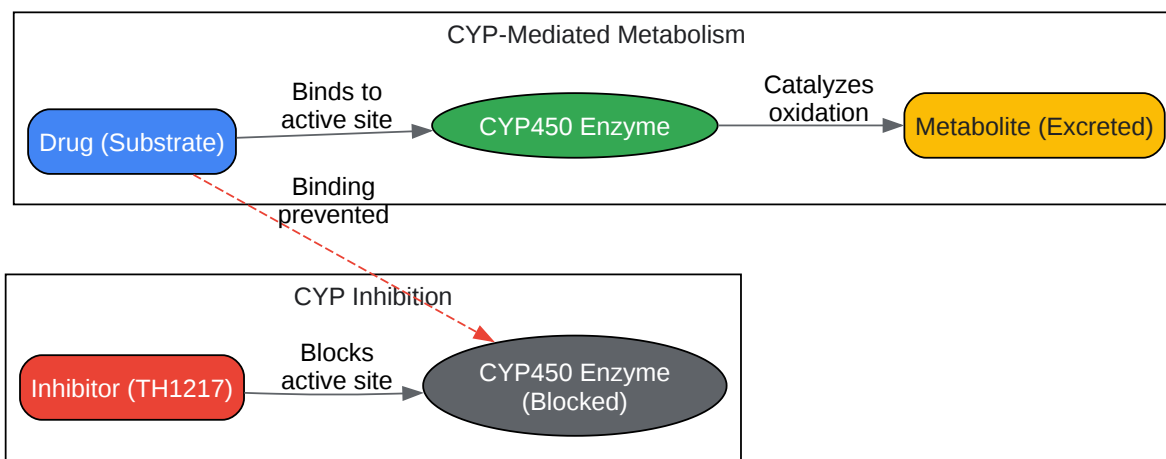 CYP-Mediated Metabolism
Binds to
active site
Catalyzes
oxidation
Drug (Substrate)
CYP450 Enzyme
Metabolite (Excreted)
Binding
prevented
CYP Inhibition
Blocks
active site
Inhibitor (TH1217)
CYP450 Enzyme
(Blocked)